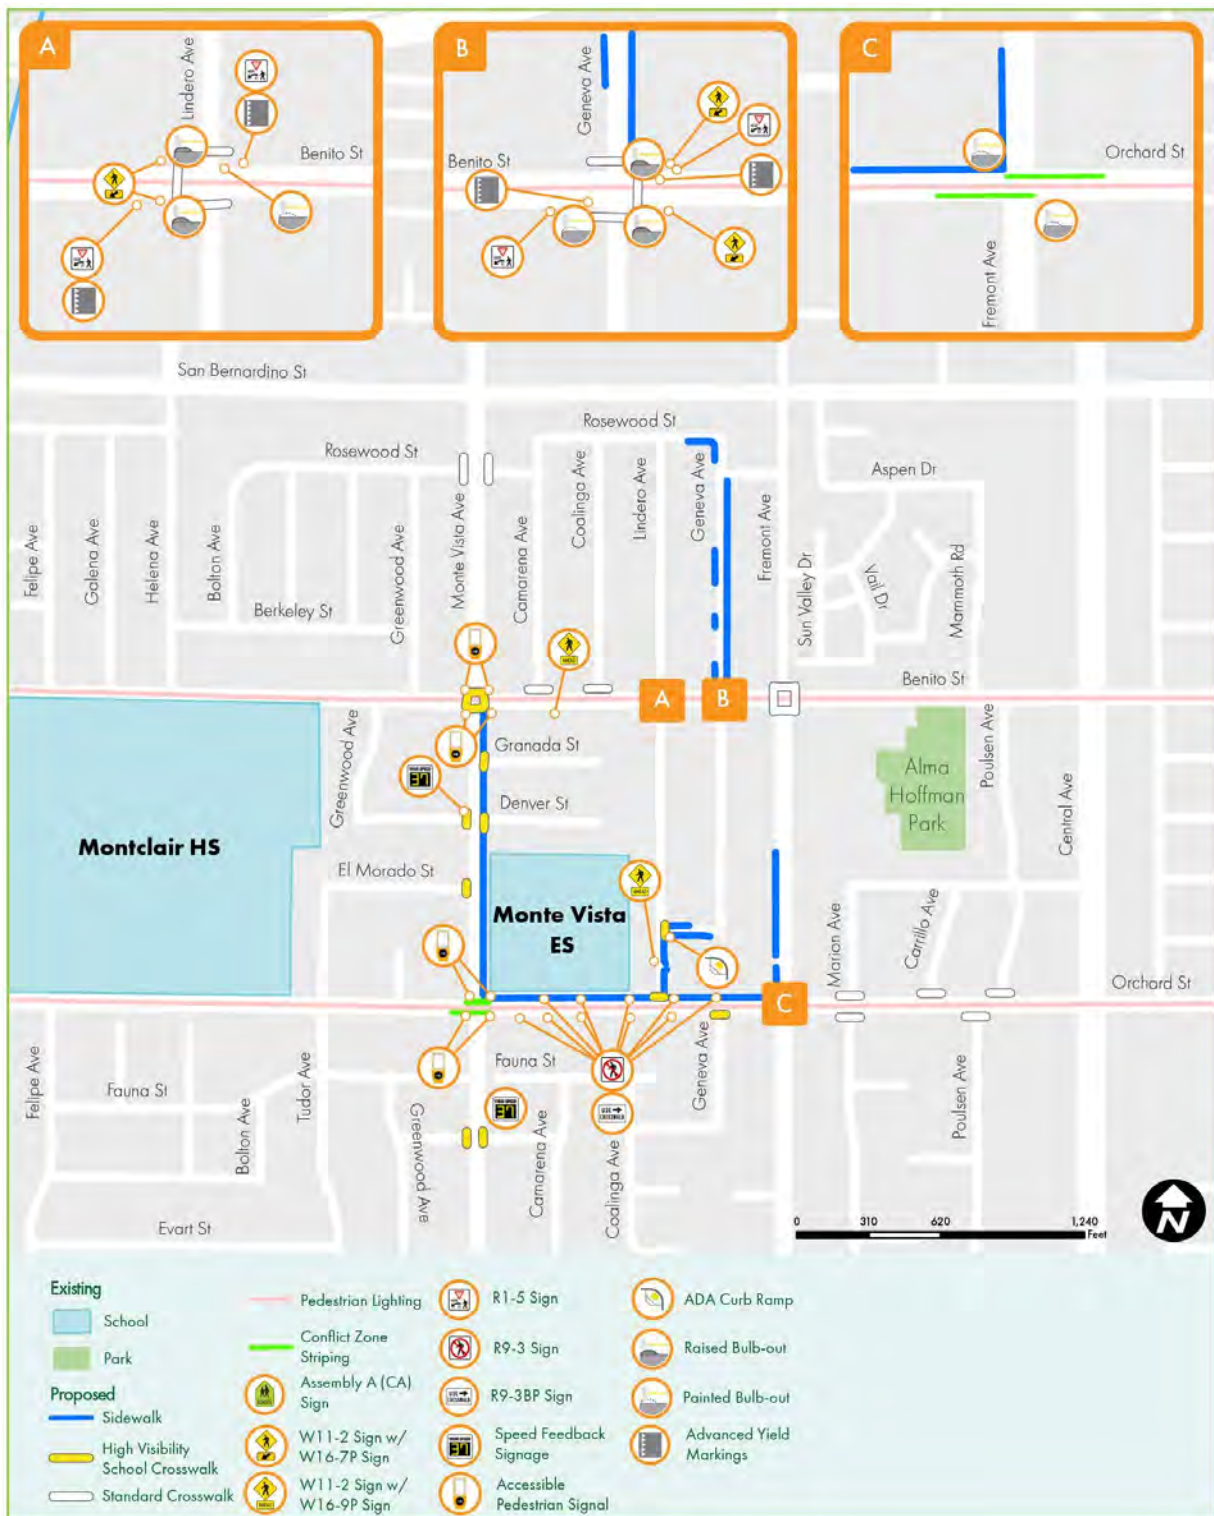 A
Lindero Ave
Benito St
B
Geneva Ave
Benito St
C
Orchard St
Fremont Ave
San Bernardino St
Rosewood St
Rosewood St
Aspen Dr
Felipe Ave
Galena Ave
Helena Ave
Bolton Ave
Greenwood Ave
Monte Vista Ave
Camarena Ave
Coalinga Ave
Lindero Ave
Geneva Ave
Fremont Ave
Sun Valley Dr
Vail Dr
Mammoth Rd
Berkeley St
AHEAD
Benito St
A
B
Greenwood Ave
Granada St
Denver St
Alma
Hoffman
Park
Poulsen Ave
Central Ave
Montclair HS
El Morado St
Monte Vista
ES
AHEAD
Marion Ave
Carrillo Ave
Orchard St
C
Felipe Ave
Fauna St
Bolton Ave
Tudor Ave
Fauna St
Geneva Ave
Greenwood Ave
Camarena Ave
USE
CROSSWALK
Coalinga Ave
Poulsen Ave
Evart St
N
0 310 620 1,240
Feet
Existing
School
Park
Proposed
Sidewalk
High Visibility
School Crosswalk
Standard Crosswalk
Pedestrian Lighting
Conflict Zone
Striping
Assembly A (CA)
Sign
W11-2 Sign w/
W16-7P Sign
AHEAD
W11-2 Sign w/
W16-9P Sign
R1-5 Sign
R9-3 Sign
USE
CROSSWALK
R9-3BP Sign
Speed Feedback
Signage
Accessible
Pedestrian Signal
ADA Curb Ramp
Raised Bulb-out
Painted Bulb-out
Advanced Yield
Markings